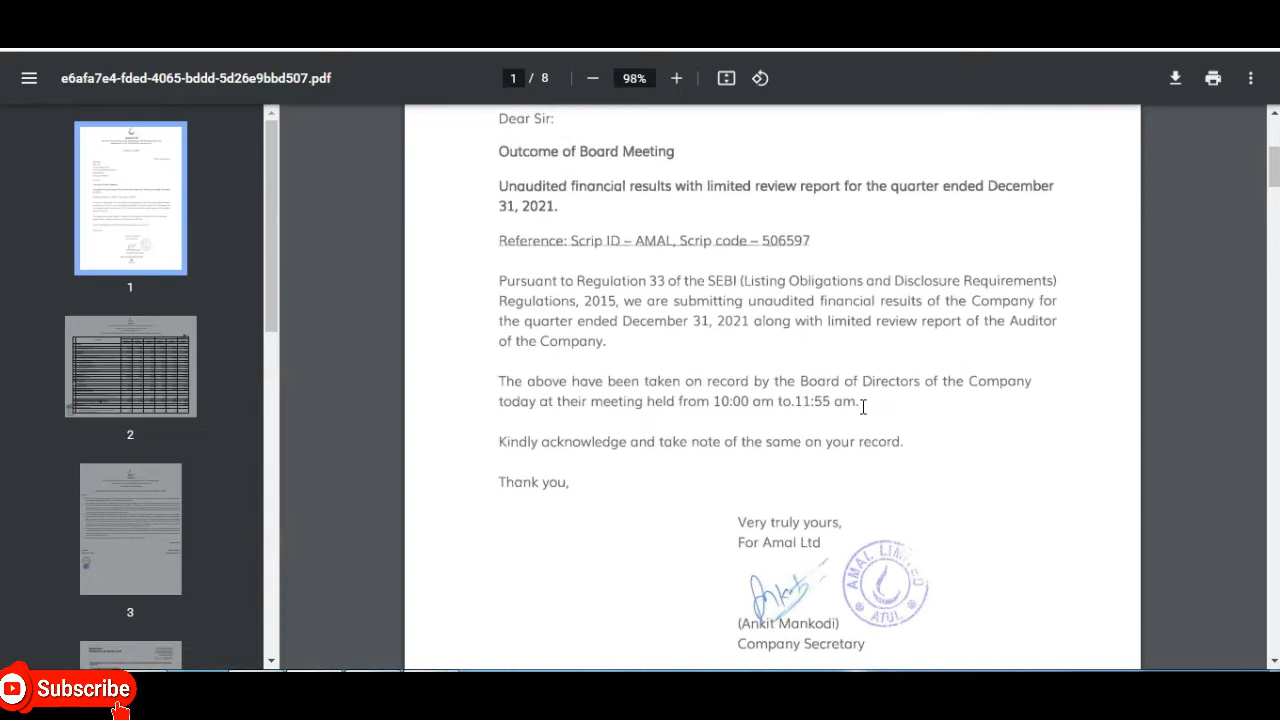 e6afa7e4-fded-4065-bddd-5d26e9bbd507.pdf
1 / 8
98%
Dear Sir:
Outcome of Board Meeting
Unaudited financial results with limited review report for the quarter ended December
31, 2021.
Reference: Scrip ID – AMAL, Scrip code – 506597
Pursuant to Regulation 33 of the SEBI (Listing Obligations and Disclosure Requirements)
Regulations, 2015, we are submitting unaudited financial results of the Company for
the quarter ended December 31, 2021 along with limited review report of the Auditor
of the Company.
The above have been taken on record by the Board of Directors of the Company
today at their meeting held from 10:00 am to.11:55 am.
Kindly acknowledge and take note of the same on your record.
Thank you,
Very truly yours,
For Amal Ltd
AMAL LIMITED
ATUL
(Ankit Mankodi)
Company Secretary
1
2
3
Subscribe